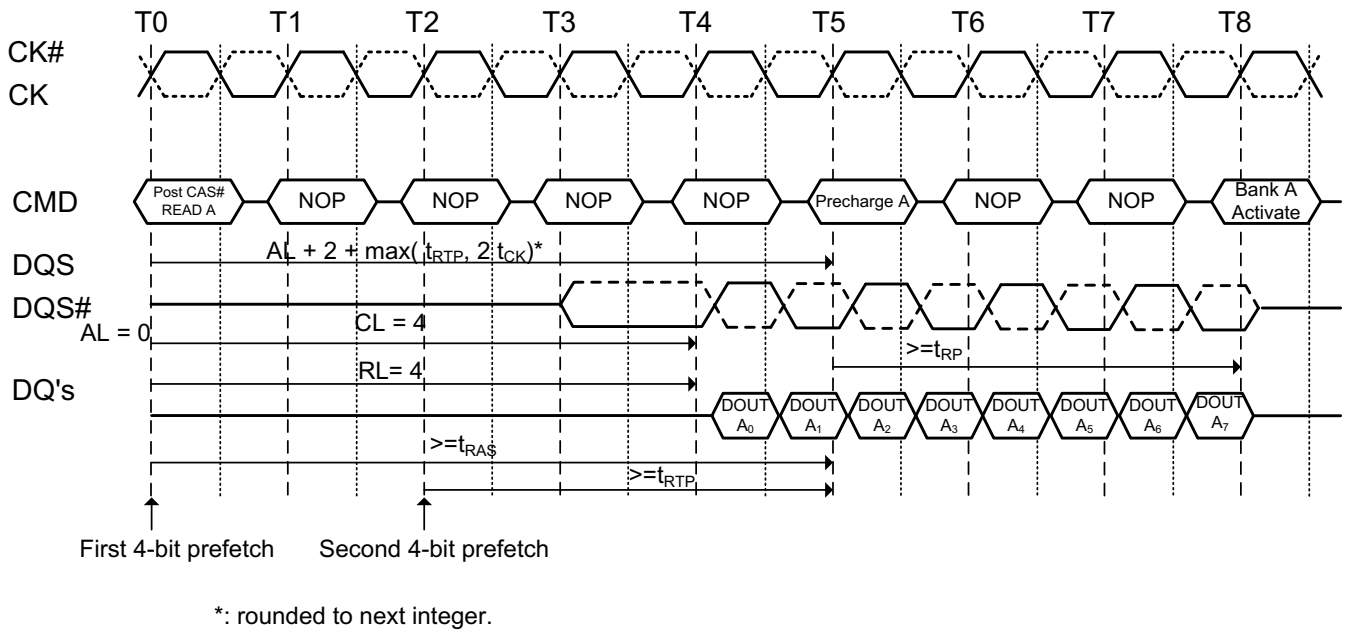 T0 T1 T2 T3 T4 T5 T6 T7 T8
CK#
CK
CMD
Post CAS#
READ A
NOP
NOP
NOP
NOP
Precharge A
NOP
NOP
Bank A
Activate
AL + 2 + max( tRTP, 2 tCK)*
DQS
DQS#
AL = 0
CL = 4
>=tRP
RL= 4
DQ's
DOUT
A0
DOUT
A1
DOUT
A2
DOUT
A3
DOUT
A4
DOUT
A5
DOUT
A6
DOUT
A7
>=tRAS
>=tRTP
First 4-bit prefetch
Second 4-bit prefetch
*: rounded to next integer.